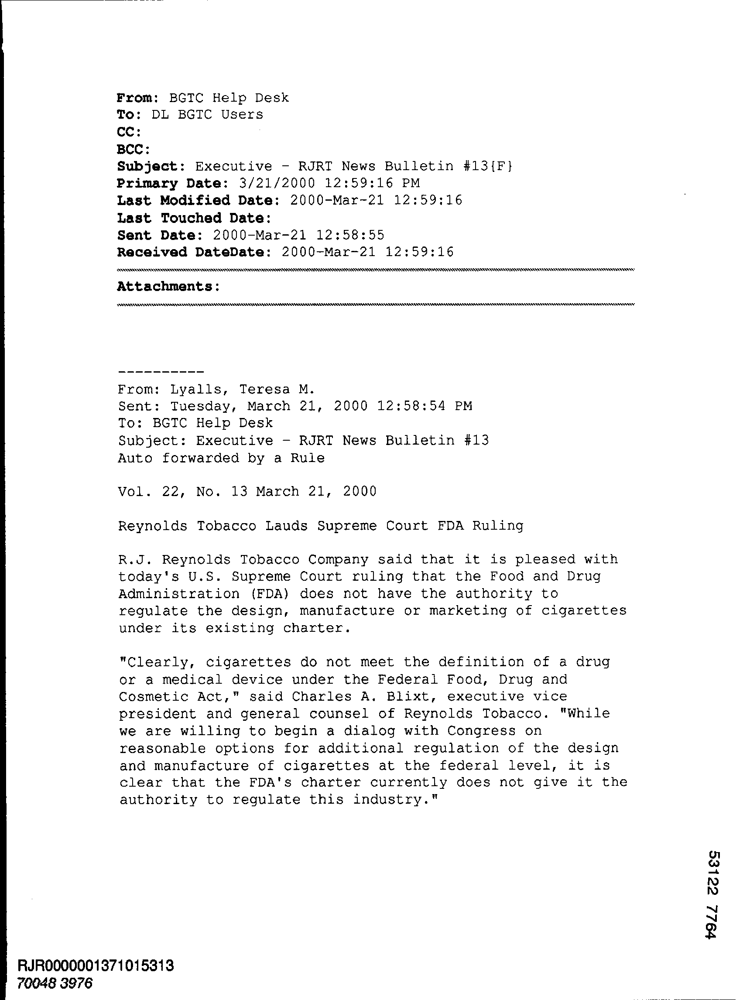 From: BGTC Help Desk
To: DL BGTC Users
CC:
BCC:
Subject: Executive - RJRT News Bulletin #13{F}
Primary Date: 3/21/2000 12:59:16 PM
Last Modified Date: 2000-Mar-21 12:59:16
Last Touched Date:
Sent Date: 2000-Mar-21 12:58:55
Received DateDate: 2000-Mar-21 12:59:16
Attachments:
----------
From: Lyalls, Teresa M.
Sent: Tuesday, March 21, 2000 12:58:54 PM
To: BGTC Help Desk
Subject: Executive - RJRT News Bulletin #13
Auto forwarded by a Rule
Vol. 22, No. 13 March 21, 2000
Reynolds Tobacco Lauds Supreme Court FDA Ruling
R.J. Reynolds Tobacco Company said that it is pleased with
today's U.S. Supreme Court ruling that the Food and Drug
Administration (FDA) does not have the authority to
regulate the design, manufacture or marketing of cigarettes
under its existing charter.
"Clearly, cigarettes do not meet the definition of a drug
or a medical device under the Federal Food, Drug and
Cosmetic Act," said Charles A. Blixt, executive vice
president and general counsel of Reynolds Tobacco. "While
we are willing to begin a dialog with Congress on
reasonable options for additional regulation of the design
and manufacture of cigarettes at the federal level, it is
clear that the FDA's charter currently does not give it the
authority to regulate this industry."
53122 7764
RJR0000001371015313
70048 3976